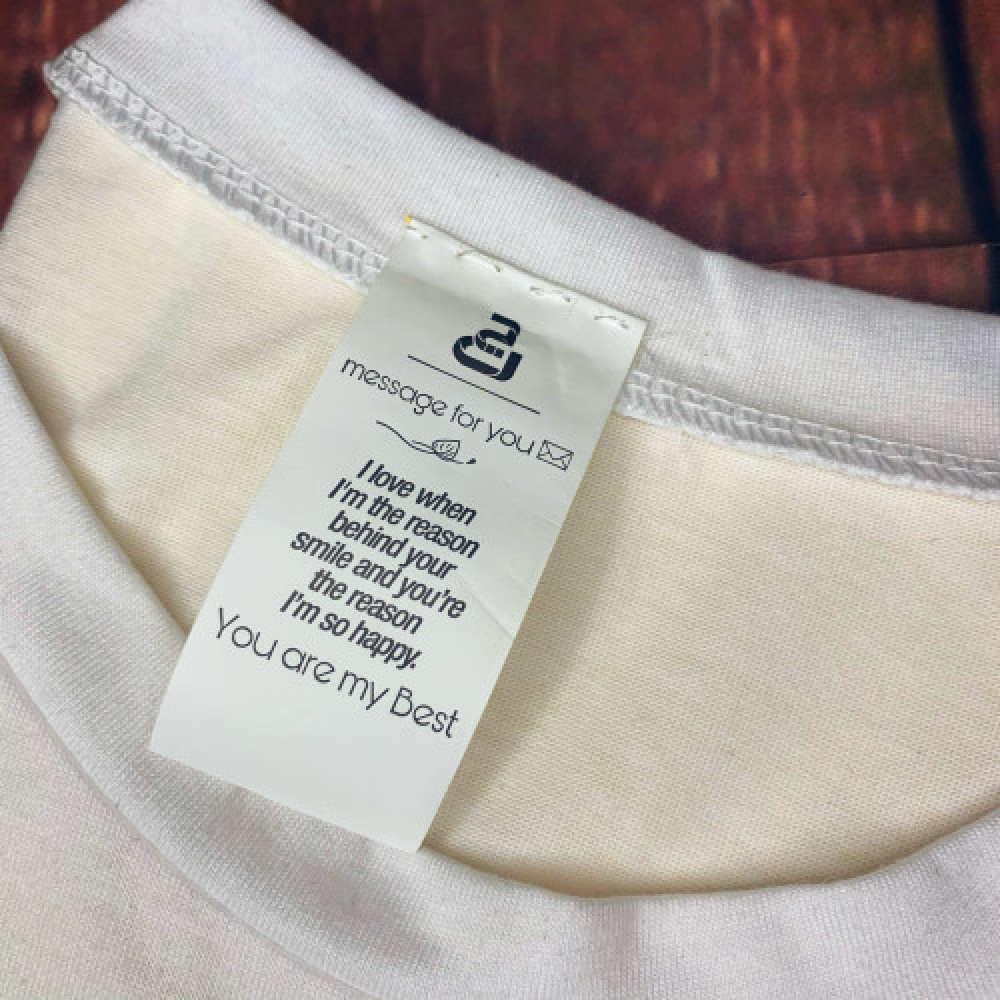 message for you
I love when
I'm the reason
behind your
smile and you're
the reason
I'm so happy.
You are my Best